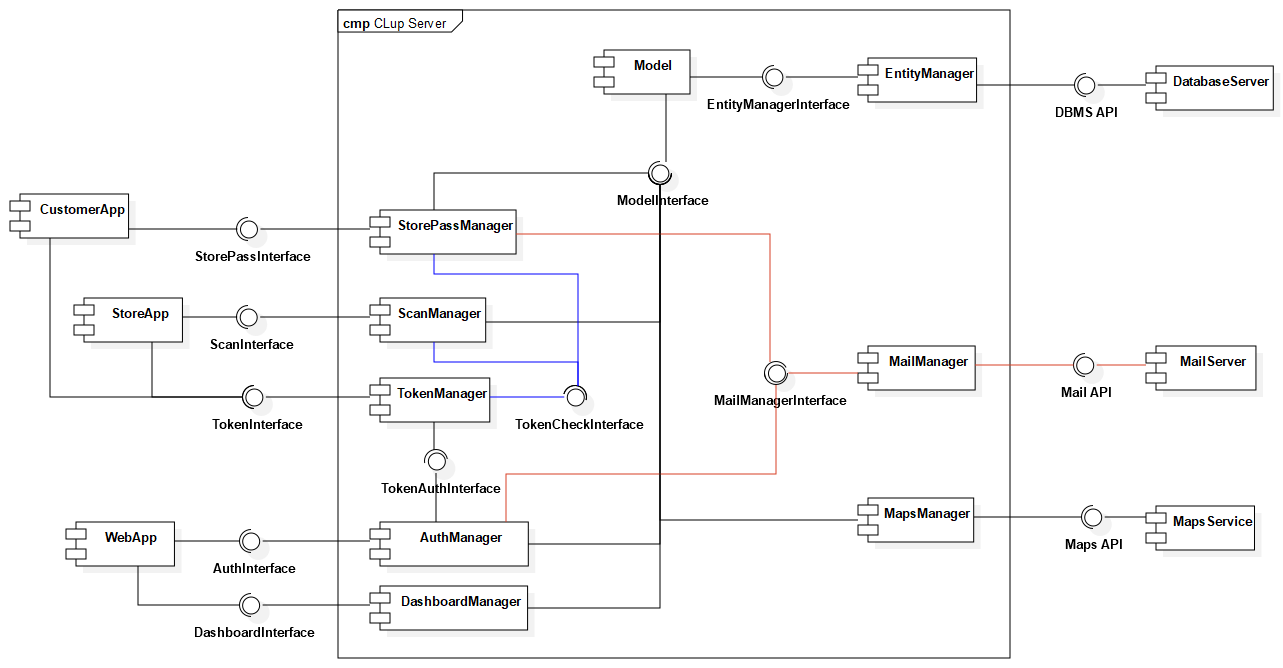 cmp CLup Server
Model
EntityManager
DatabaseServer
EntityManagerInterface
DBMS API
ModelInterface
CustomerApp
StorePassManager
StorePassInterface
StoreApp
ScanManager
ScanInterface
MailManager
MailServer
TokenManager
MailManagerInterface
Mail API
TokenInterface
TokenCheckInterface
TokenAuthInterface
MapsManager
MapsService
WebApp
AuthManager
Maps API
AuthInterface
DashboardManager
DashboardInterface